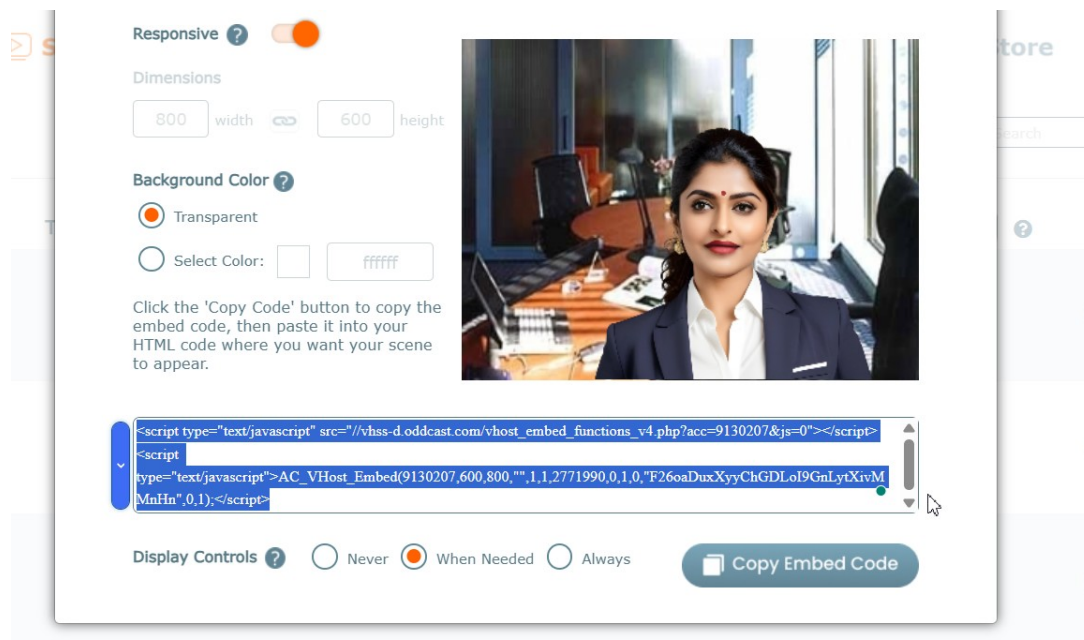 S
Store
Responsive ?
Dimensions
800 width 600 height
Search
Background Color ?
Transparent
T
?
Select Color: ffffff
Click the 'Copy Code' button to copy the
embed code, then paste it into your
HTML code where you want your scene
to appear.
<script type="text/javascript" src="//vhss-d.oddcast.com/vhost_embed_functions_v4.php?acc=9130207&js=0"></script>
<script
type="text/javascript">AC_VHost_Embed(9130207,600,800,"",1,1,2771990,0,1,0,"F26oaDuxXyyChGDLoI9GnLytXivM
MnHn",0,1);</script>
Display Controls ? Never When Needed Always
Copy Embed Code